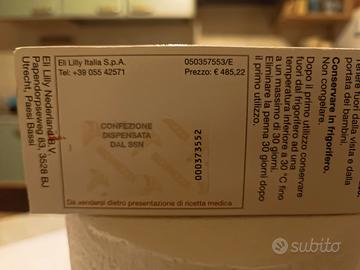 Eli Lilly Nederland B.V.
Papendorpseweg 83, 3528 BJ
Utrecht, Paesi Bassi
Eli Lilly Italia S.p.A.
Tel: +39 055 42571
050357553/E
Prezzo: € 485,22
CONFEZIONE
DISPENSATA
DAL SSN
000373552
Da vendersi dietro presentazione di ricetta medica
vista e dalla
portata dei bambini.
Conservare in frigorifero.
Non congelare.
Dopo il primo utilizzo conservare
fuori dal frigorifero ad una
temperatura inferiore a 30 °C fino
a un massimo di 30 giorni.
Eliminare la penna 30 giorni dopo
il primo utilizzo.
subito